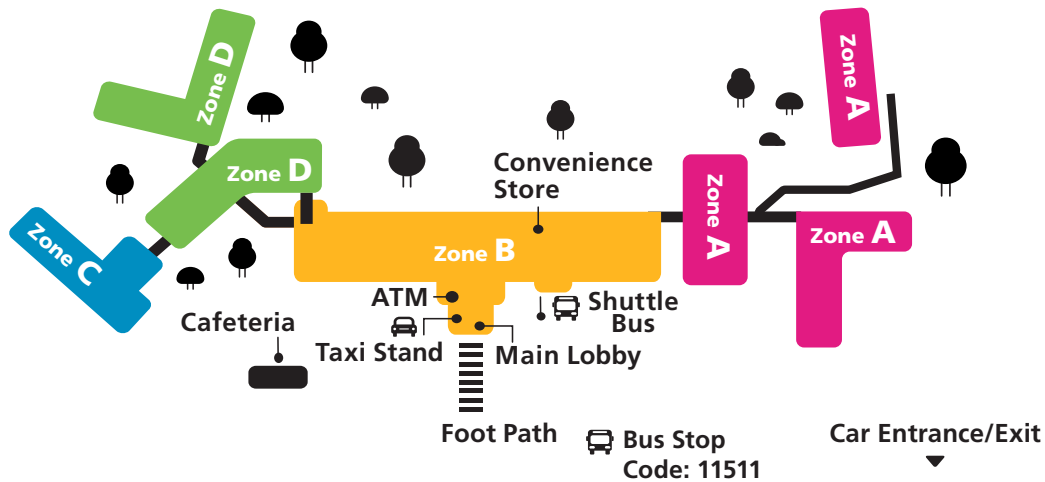 Zone D
Zone A
Convenience
Store
Zone D
Zone A
Zone C
Zone B
Zone A
ATM
Shuttle
Bus
Cafeteria
Taxi Stand
Main Lobby
Foot Path
Bus Stop
Code: 11511
Car Entrance/Exit